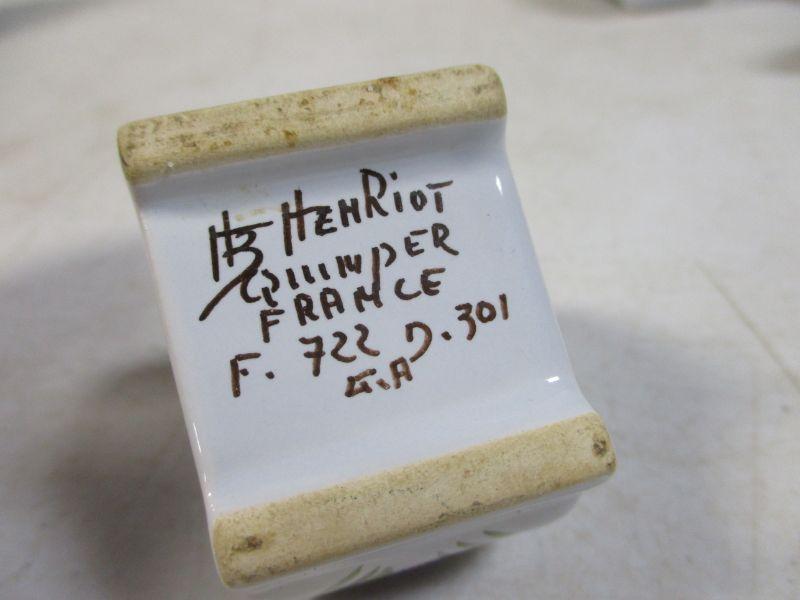 HB HENRIOT
QUIMPER
FRANCE
F. 722 D. 301
G.A